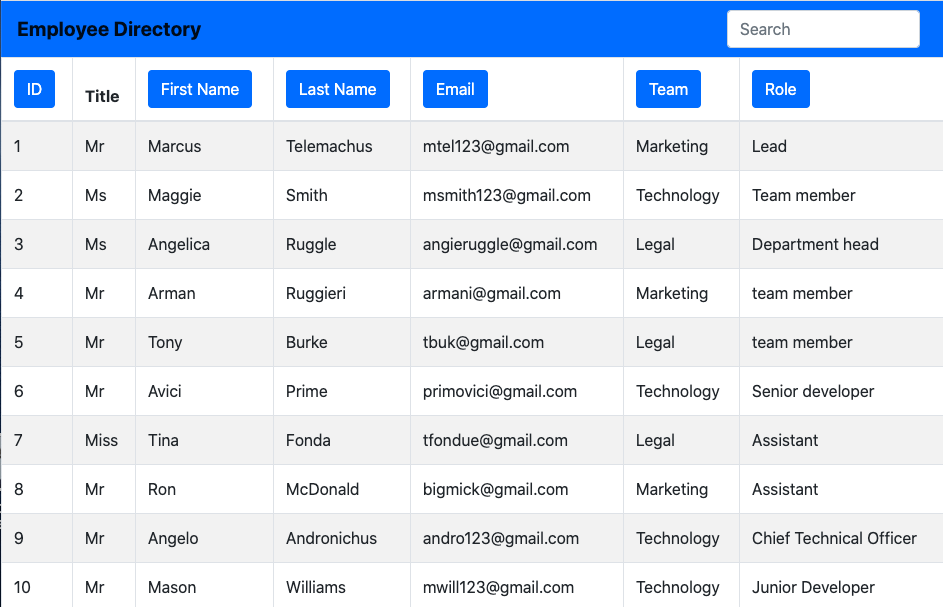 Employee Directory Search
ID Title First Name Last Name Email Team Role
1 Mr Marcus Telemachus mtel123@gmail.com Marketing Lead
2 Ms Maggie Smith msmith123@gmail.com Technology Team member
3 Ms Angelica Ruggle angieruggle@gmail.com Legal Department head
4 Mr Arman Ruggieri armani@gmail.com Marketing team member
5 Mr Tony Burke tbuk@gmail.com Legal team member
6 Mr Avici Prime primovici@gmail.com Technology Senior developer
7 Miss Tina Fonda tfondue@gmail.com Legal Assistant
8 Mr Ron McDonald bigmick@gmail.com Marketing Assistant
9 Mr Angelo Andronichus andro123@gmail.com Technology Chief Technical Officer
10 Mr Mason Williams mwill123@gmail.com Technology Junior Developer